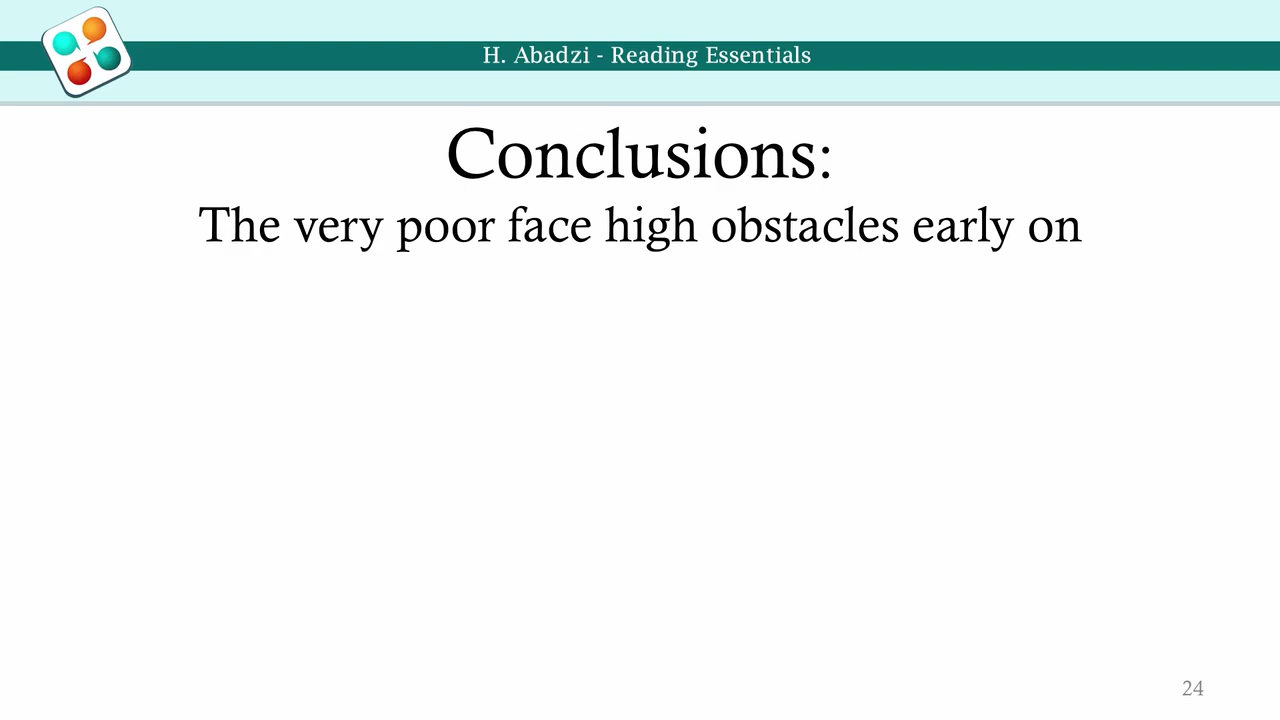 H. Abadzi - Reading Essentials
Conclusions:
The very poor face high obstacles early on
24